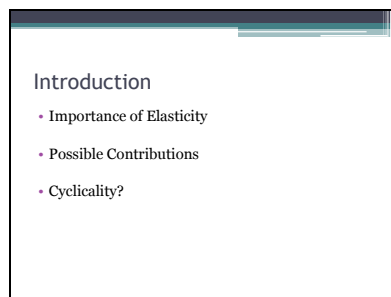 Introduction
• Importance of Elasticity
• Possible Contributions
• Cyclicality?